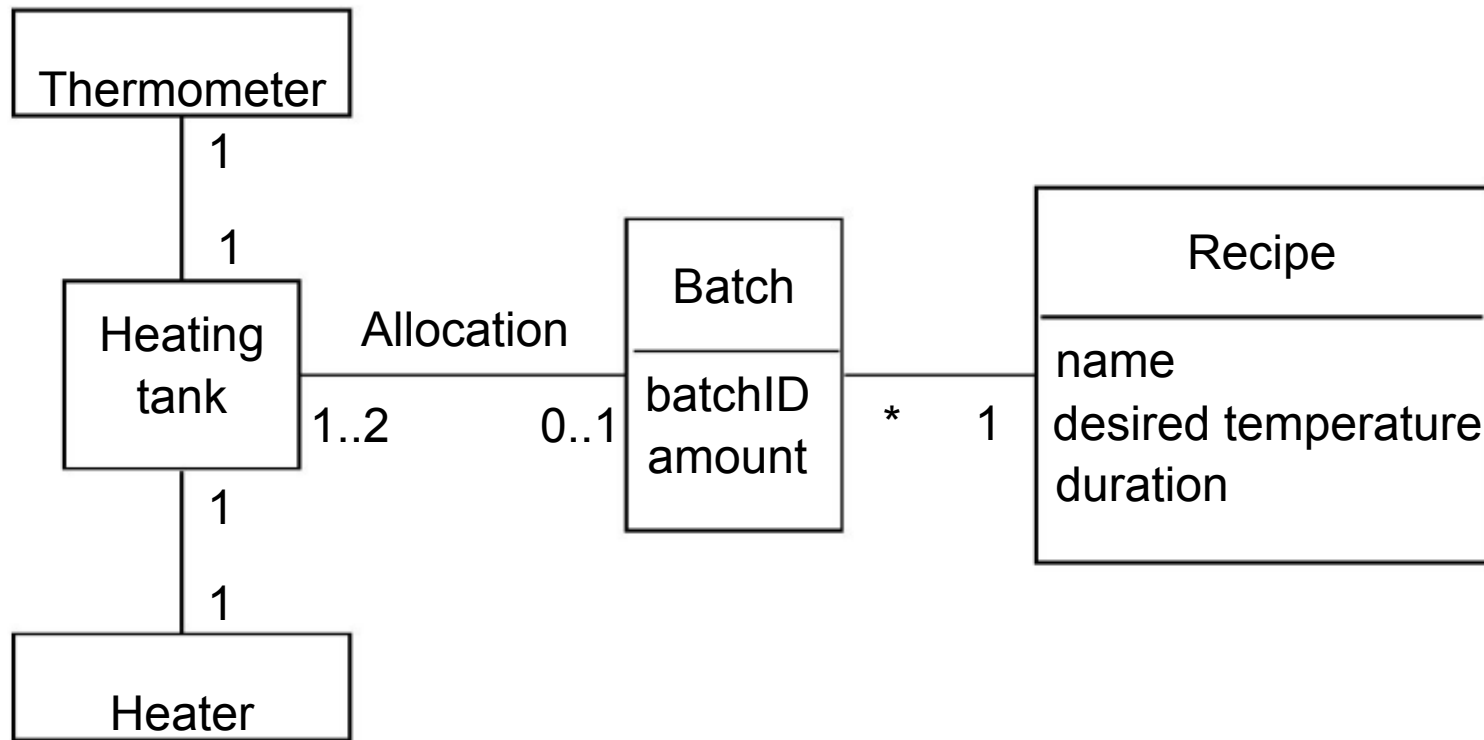 Thermometer
1
1
Heating
tank
Allocation
1..2
0..1
Batch
batchID
amount
*
1
Recipe
name
desired temperature
duration
1
1
Heater